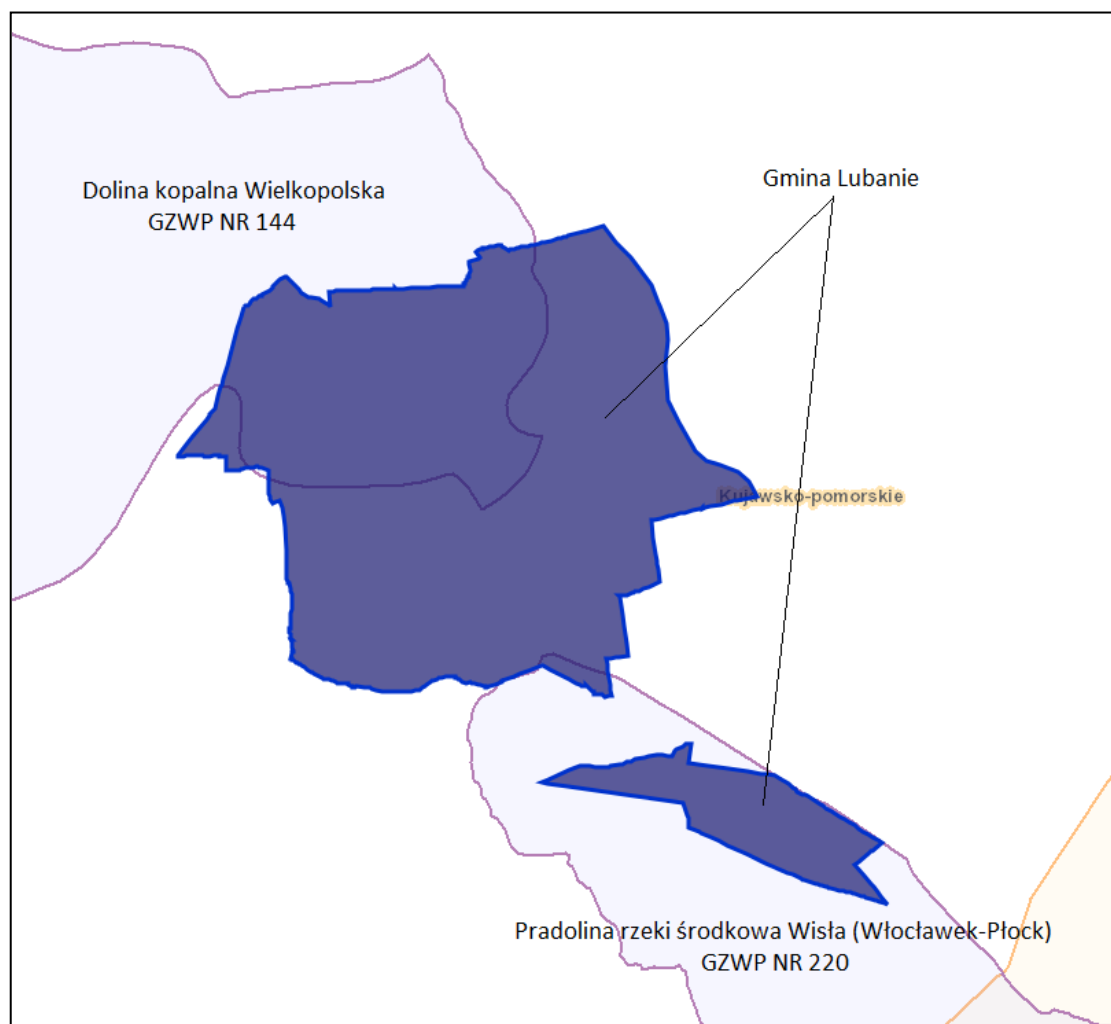 Gmina Lubanie
Dolina kopalna Wielkopolska
GZWP NR 144
Kujawsko-pomorskie
Pradolina rzeki środkowa Wisła (Włocławek-Płock)
GZWP NR 220